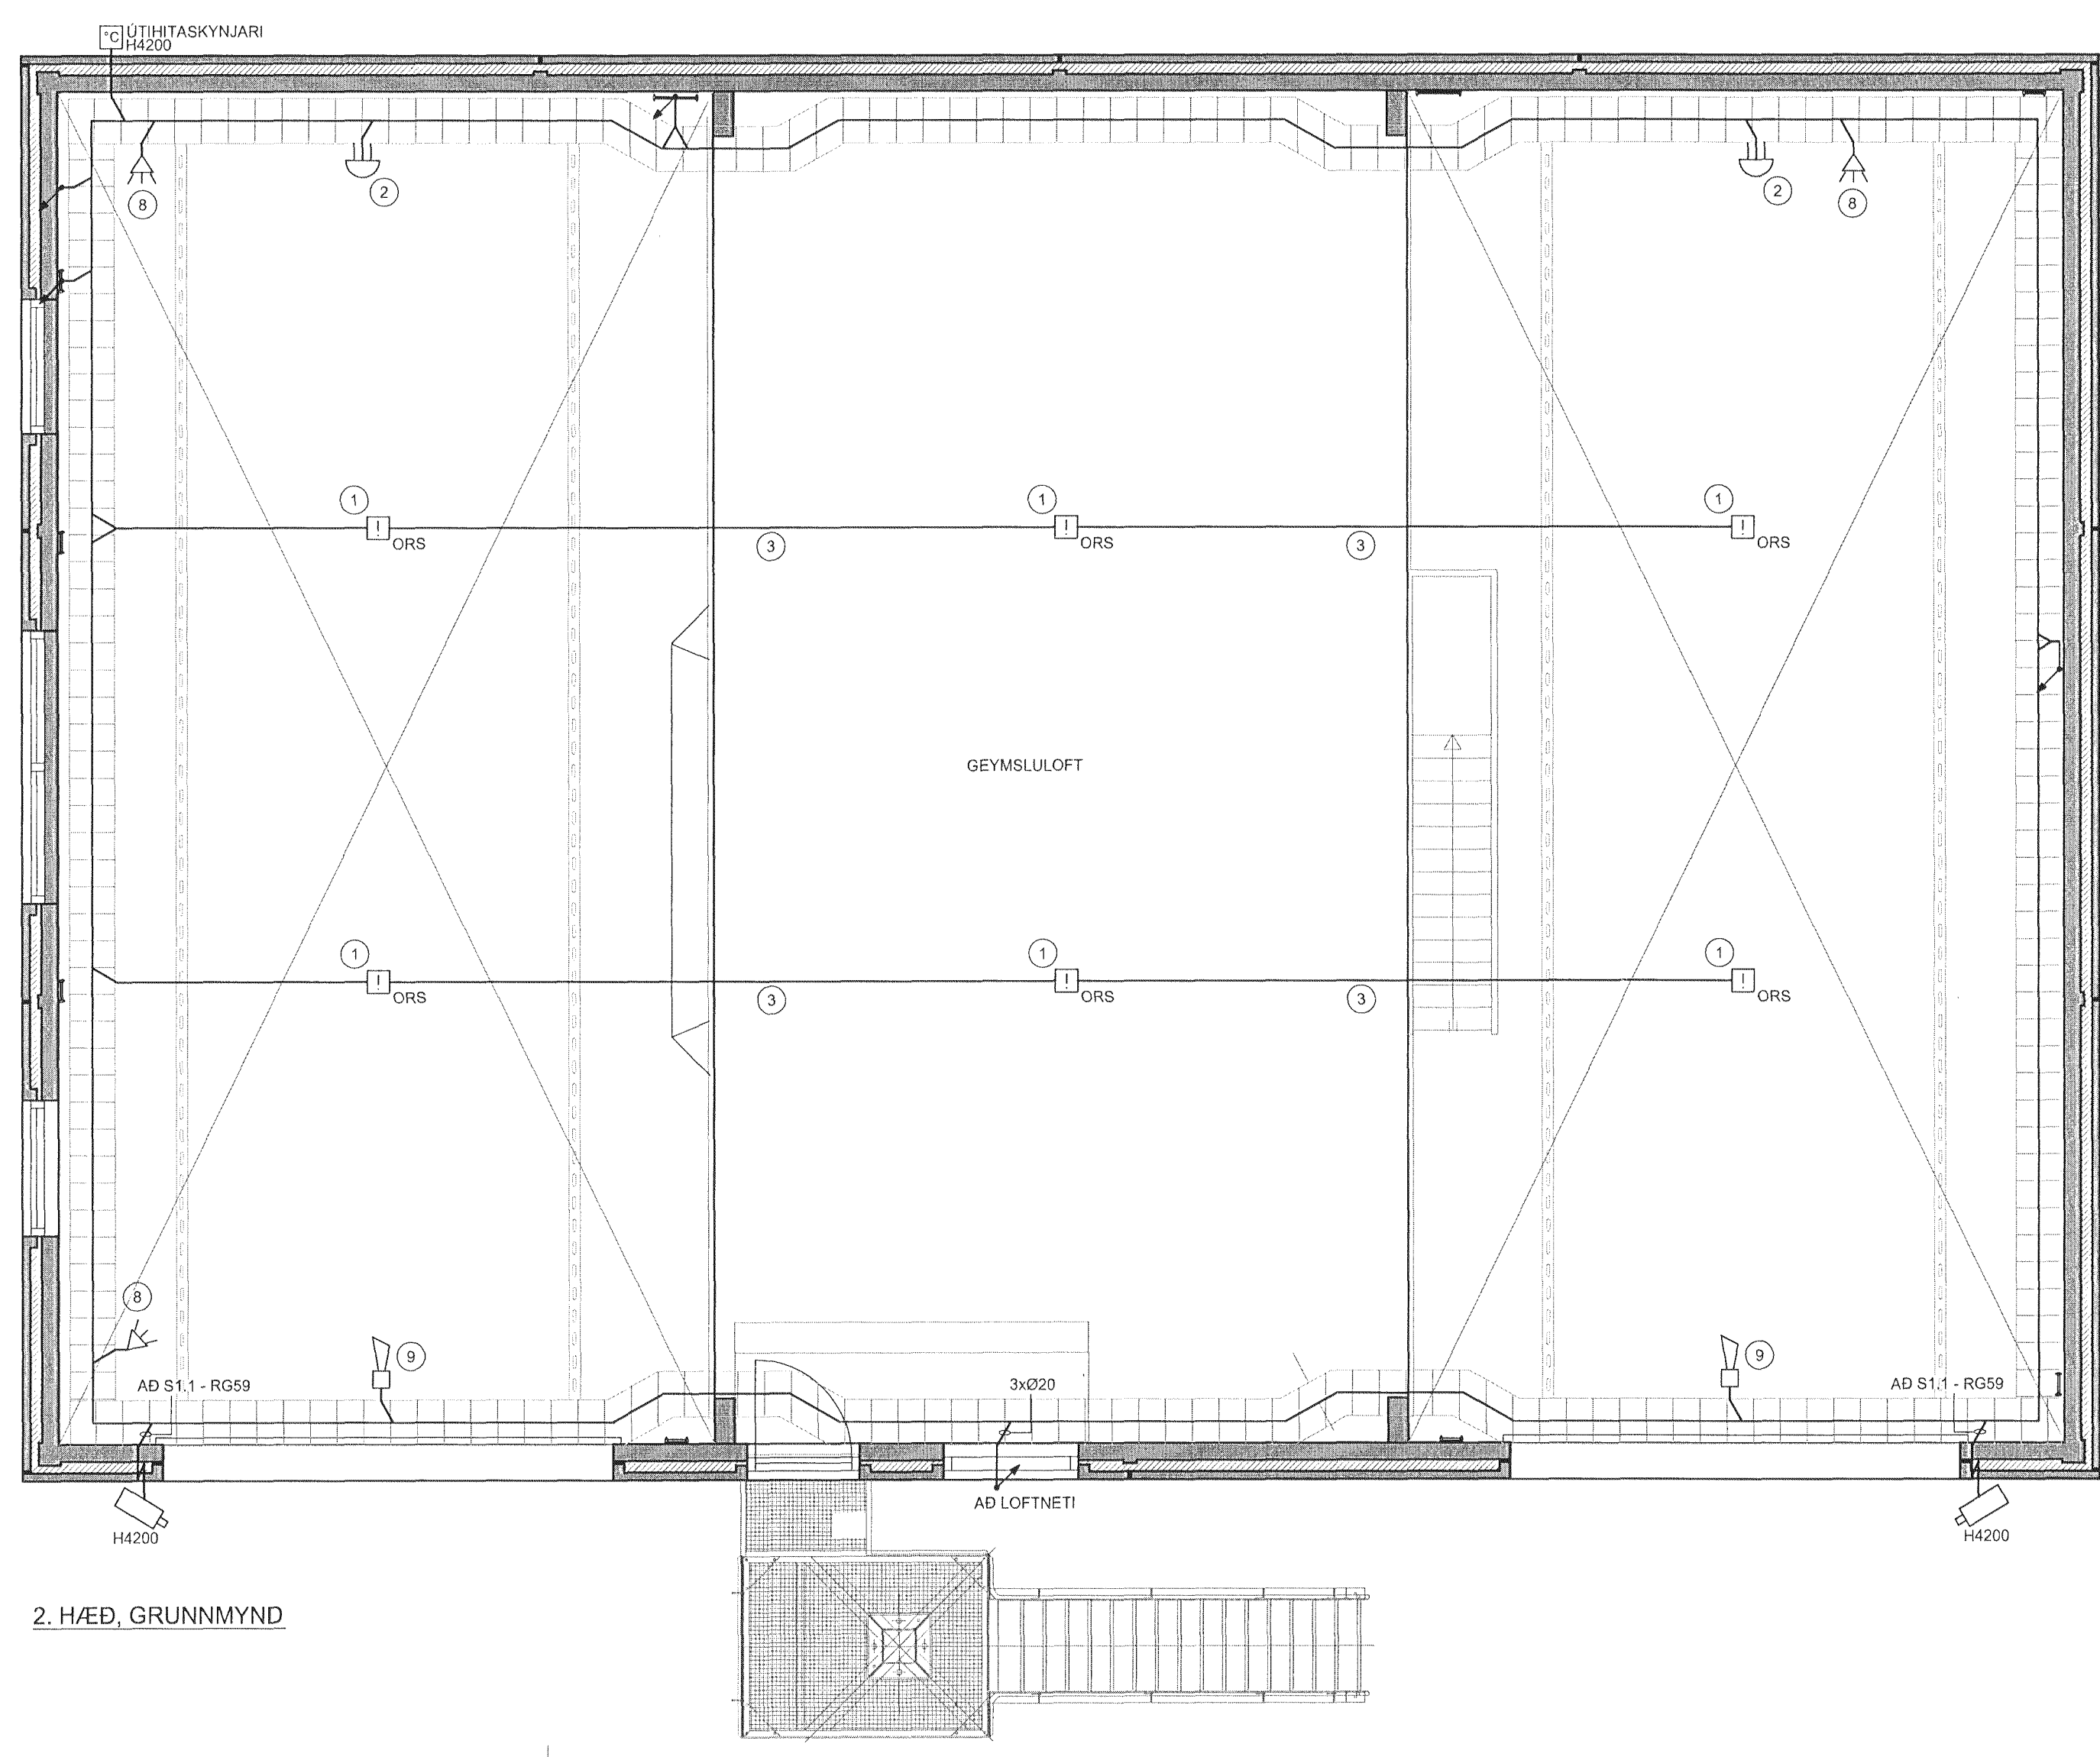 °C ÚTIHITASKYNJARI
H4200
8
2
2
8
1
1
1
! ORS
! ORS
! ORS
3
3
GEYMSLULOFT
1
1
1
! ORS
! ORS
! ORS
3
3
8
9
9
AÐ S1.1 - RG59
3xØ20
AÐ S1.1 - RG59
AÐ LOFTNETI
H4200
H4200
2. HÆÐ, GRUNNMYND